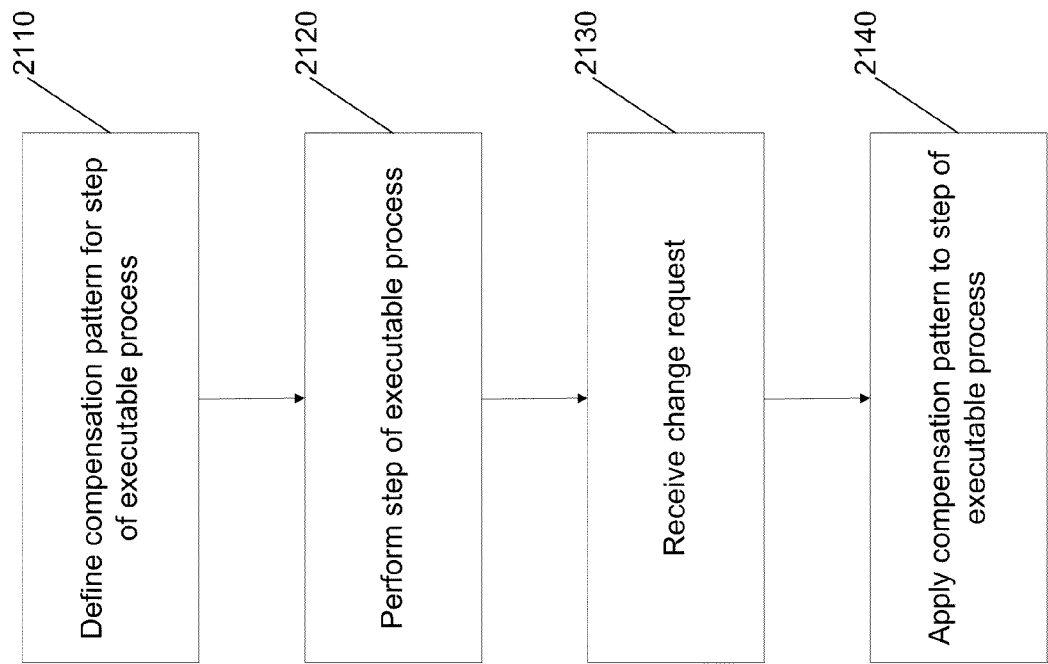 2110
Define compensation pattern for step
of executable process
2120
Perform step of executable process
2130
Receive change request
2140
Apply compensation pattern to step of
executable process